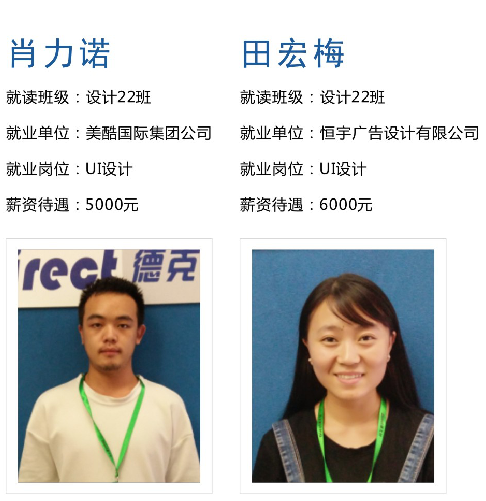 肖力诺
就读班级：设计22班
就业单位：美酷国际集团公司
就业岗位：UI设计
薪资待遇：5000元
田宏梅
就读班级：设计22班
就业单位：恒宇广告设计有限公司
就业岗位：UI设计
薪资待遇：6000元
irect 德克